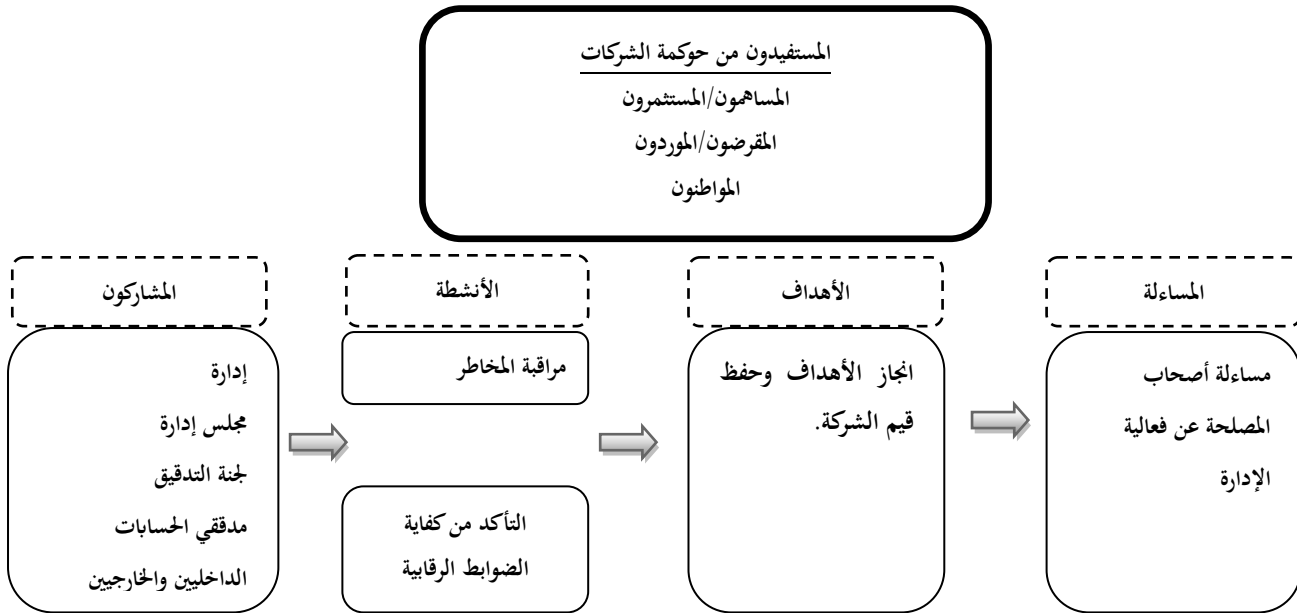 المستفيدون من حوكمة الشركات
المساهمون/المستثمرون
المقرضون/الموردون
المواطنون
المشاركون
إدارة
مجلس إدارة
لجنة التدقيق
مدققي الحسابات
الداخليين والخارجيين
الأنشطة
مراقبة المخاطر
التأكد من كفاية
الضوابط الرقابية
الأهداف
انجاز الأهداف وحفظ
قيم الشركة.
المساءلة
مساءلة أصحاب
المصلحة عن فعالية
الإدارة